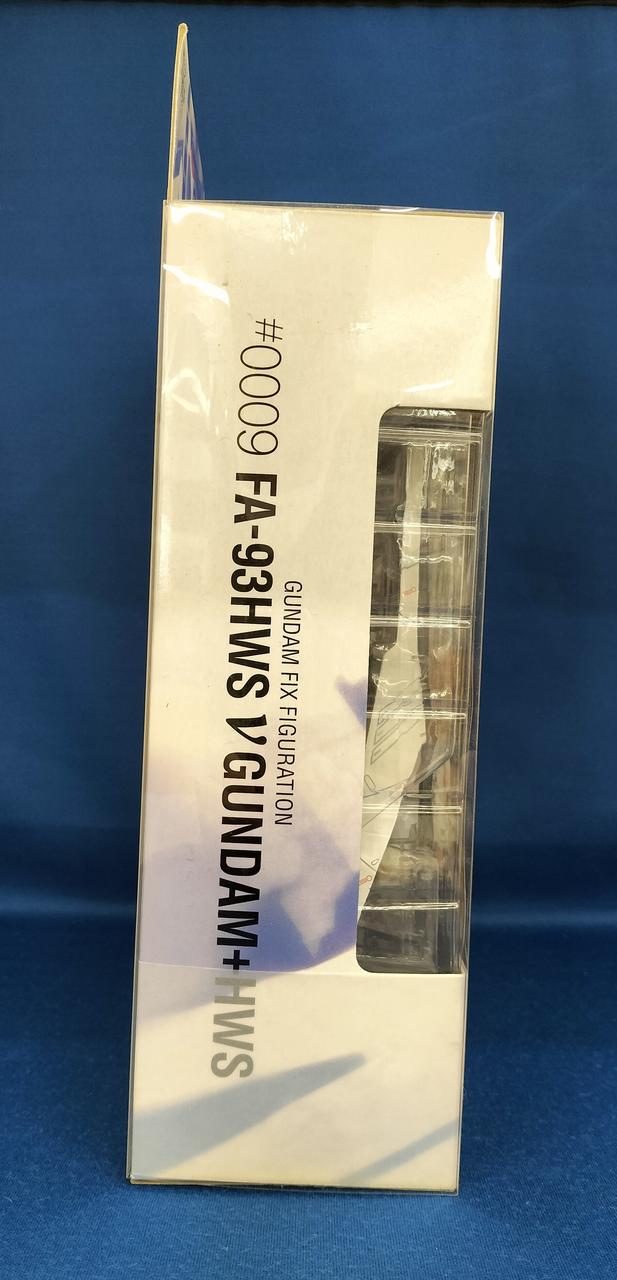 #0009 FA-93HWS ν GUNDAM+HWS
GUNDAM FIX FIGURATION